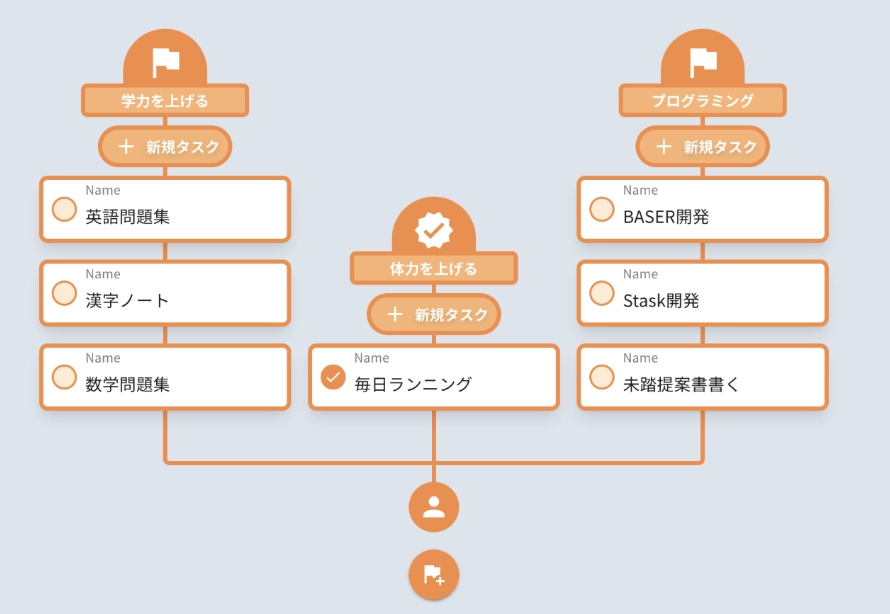 学力を上げる
新規タスク
Name
英語問題集
Name
漢字ノート
Name
数学問題集
体力を上げる
新規タスク
Name
毎日ランニング
プログラミング
新規タスク
Name
BASER開発
Name
Stask開発
Name
未踏提案書書く